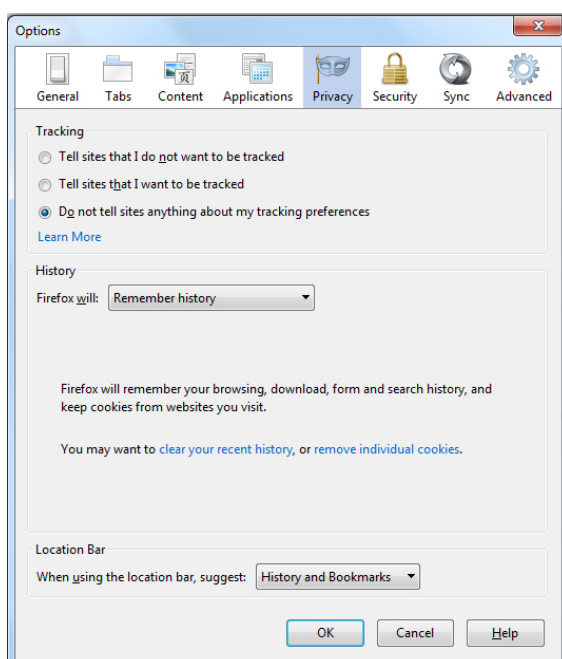 Options
General Tabs Content Applications Privacy Security Sync Advanced
Tracking
Tell sites that I do not want to be tracked
Tell sites that I want to be tracked
Do not tell sites anything about my tracking preferences
Learn More
History
Firefox will: Remember history
Firefox will remember your browsing, download, form and search history, and
keep cookies from websites you visit.
You may want to clear your recent history, or remove individual cookies.
Location Bar
When using the location bar, suggest: History and Bookmarks
OK Cancel Help